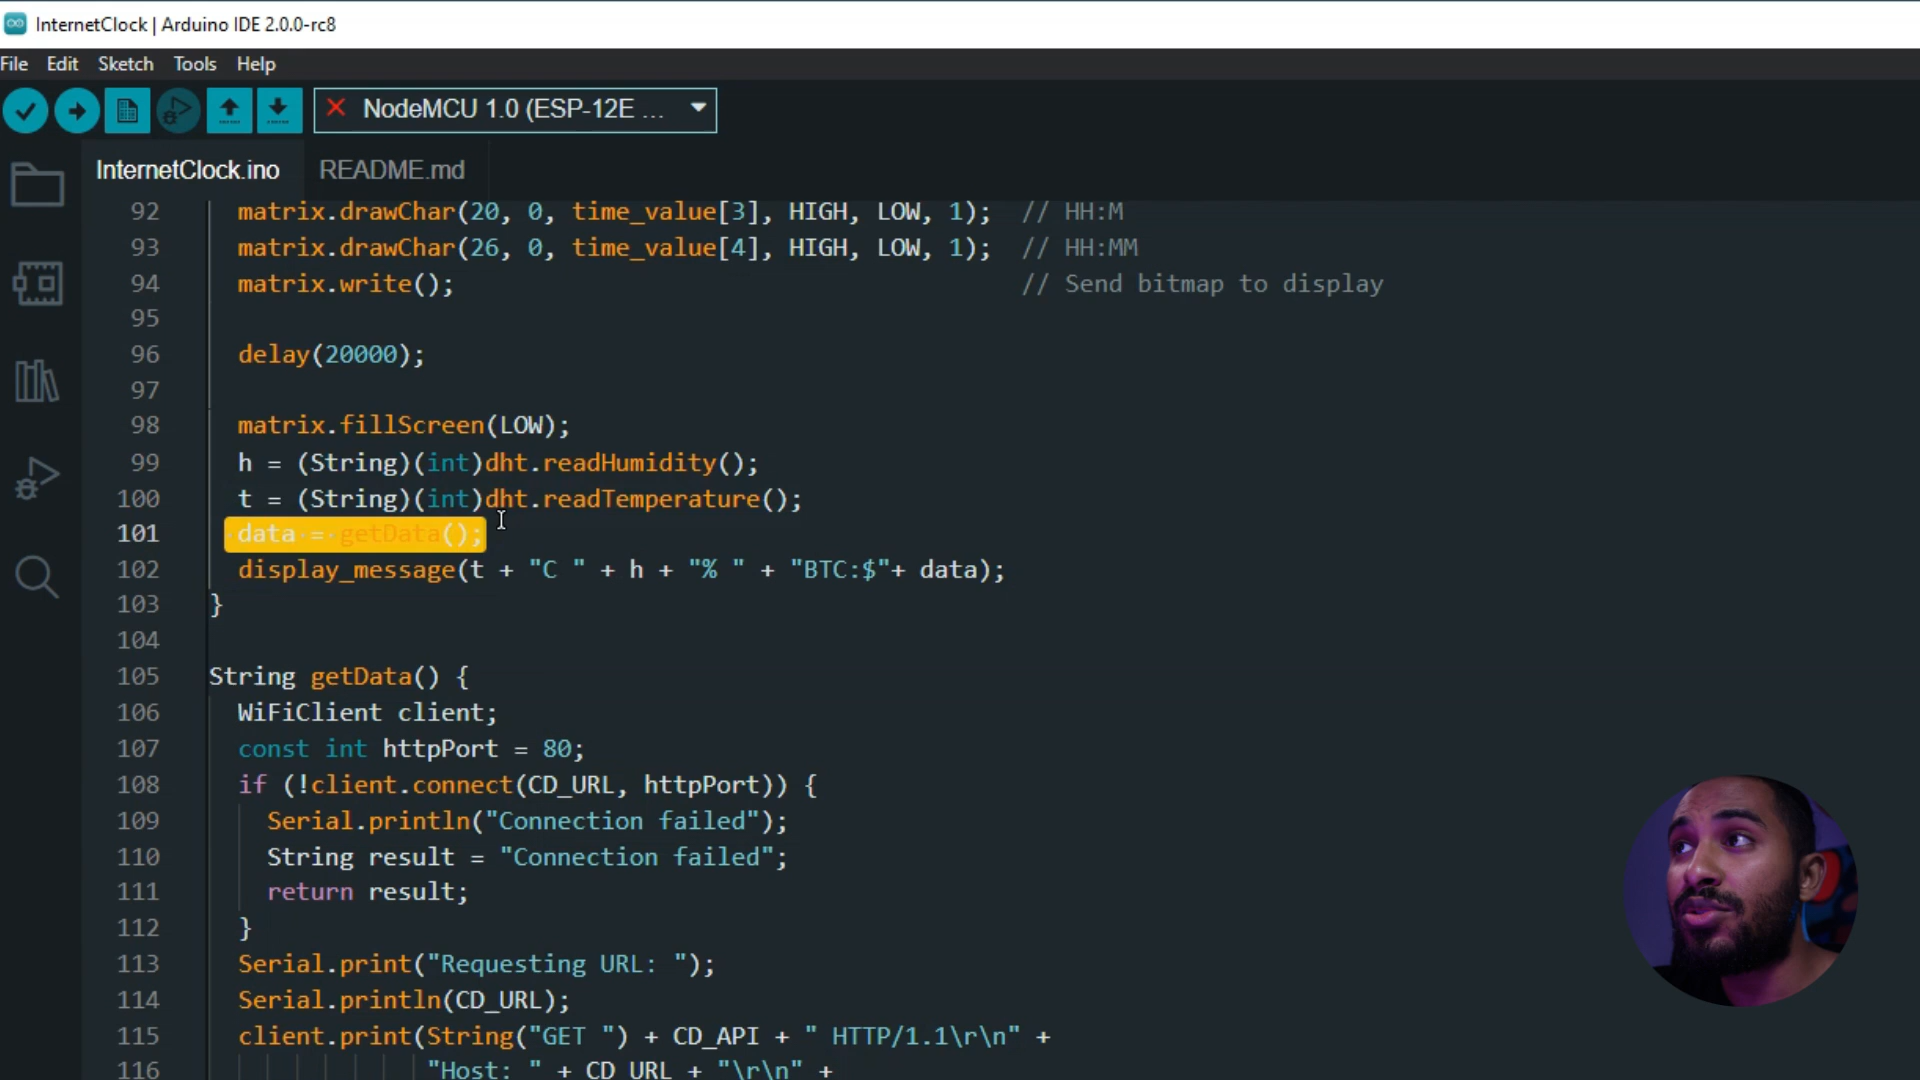 InternetClock | Arduino IDE 2.0.0-rc8
File Edit Sketch Tools Help
NodeMCU 1.0 (ESP-12E ...
InternetClock.ino README.md
92 matrix.drawChar(20, 0, time_value[3], HIGH, LOW, 1); // HH:M
93 matrix.drawChar(26, 0, time_value[4], HIGH, LOW, 1); // HH:MM
94 matrix.write(); // Send bitmap to display
95
96 delay(20000);
97
98 matrix.fillScreen(LOW);
99 h = (String)(int)dht.readHumidity();
100 t = (String)(int)dht.readTemperature();
101 data = getData();
102 display_message(t + "C " + h + "% " + "BTC:$"+ data);
103 }
104
105 String getData() {
106 WiFiClient client;
107 const int httpPort = 80;
108 if (!client.connect(CD_URL, httpPort)) {
109 Serial.println("Connection failed");
110 String result = "Connection failed";
111 return result;
112 }
113 Serial.print("Requesting URL: ");
114 Serial.println(CD_URL);
115 client.print(String("GET ") + CD_API + " HTTP/1.1\r\n" +
116 "Host: " + CD_URL + "\r\n" +